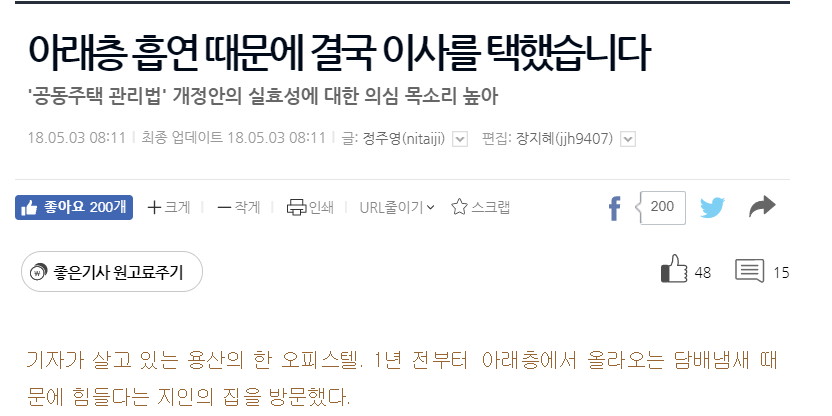 아래층 흡연 때문에 결국 이사를 택했습니다
'공동주택 관리법' 개정안의 실효성에 대한 의심 목소리 높아
18.05.03 08:11 | 최종 업데이트 18.05.03 08:11 | 글: 정주영(nitaiji) 편집: 장지혜(jjh9407)
좋아요 200개 + 크게 | − 작게 | 인쇄 | URL줄이기 | 스크랩 200
좋은기사 원고료주기 48 15
기자가 살고 있는 용산의 한 오피스텔. 1년 전부터 아래층에서 올라오는 담배냄새 때
문에 힘들다는 지인의 집을 방문했다.